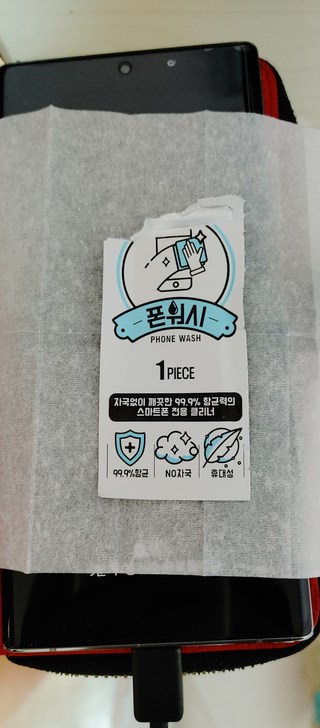 폰워시
PHONE WASH
1PIECE
자국없이 깨끗한 99.9% 항균력의
스마트폰 전용 클리너
99.9%항균
NO자국
휴대성